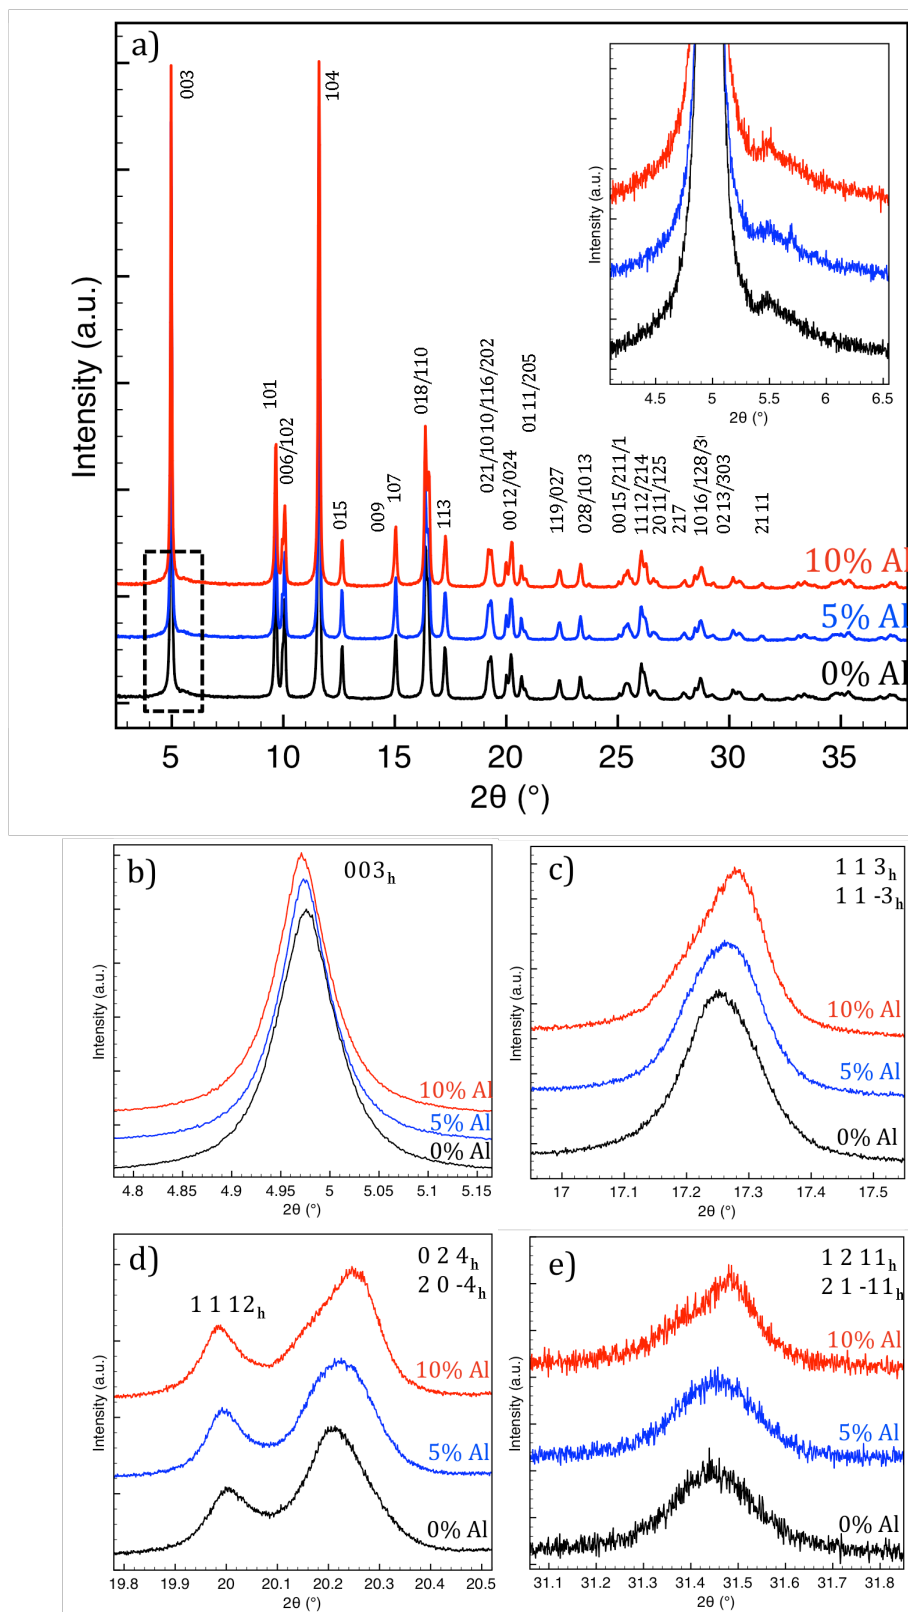 a)
003
104
101
006/102
015
009
107
018/110
113
021/1010/116/202
0012/024
0111/205
119/027
028/1013
0015/211/1
1112/214
2011/125
217
1016/128/3
0213/303
2111
10% Al
5% Al
0% Al
Intensity (a.u.)
5 10 15 20 25 30 35
2θ (°)
Intensity (a.u.)
4.5 5 5.5 6 6.5
2θ (°)
b)
0 0 3h
10% Al
5% Al
0% Al
Intensity (a.u.)
4.8 4.85 4.9 4.95 5 5.05 5.1 5.15
2θ (°)
c)
1 1 3h
1 1 -3h
10% Al
5% Al
0% Al
Intensity (a.u.)
17 17.1 17.2 17.3 17.4 17.5
2θ (°)
d)
0 2 4h
2 0 -4h
1 1 12h
10% Al
5% Al
0% Al
Intensity (a.u.)
19.8 19.9 20 20.1 20.2 20.3 20.4 20.5
2θ (°)
e)
1 2 11h
2 1 -11h
10% Al
5% Al
0% Al
Intensity (a.u.)
31.1 31.2 31.3 31.4 31.5 31.6 31.7 31.8
2θ (°)